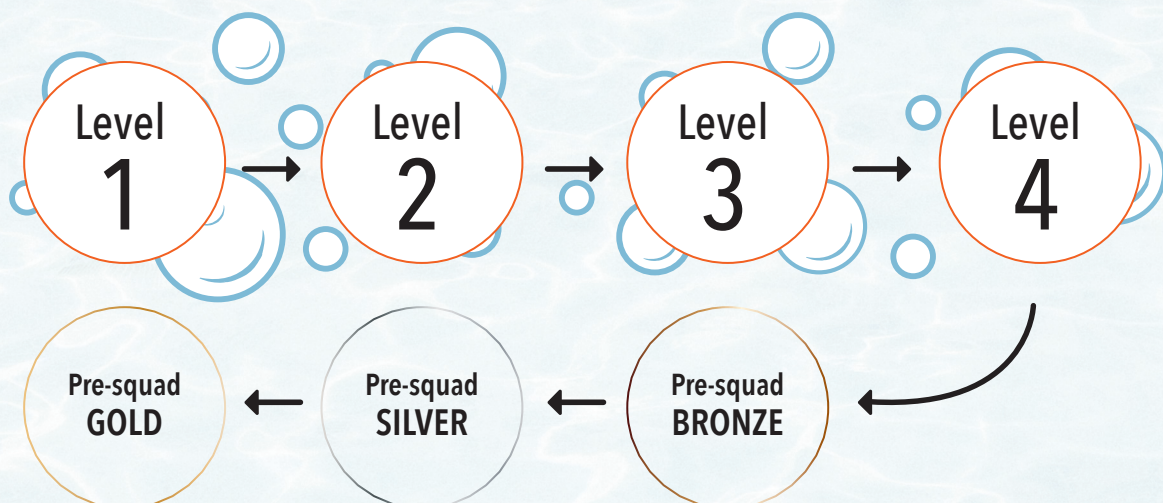 Level
1
Level
2
Level
3
Level
4
Pre-squad
GOLD
Pre-squad
SILVER
Pre-squad
BRONZE